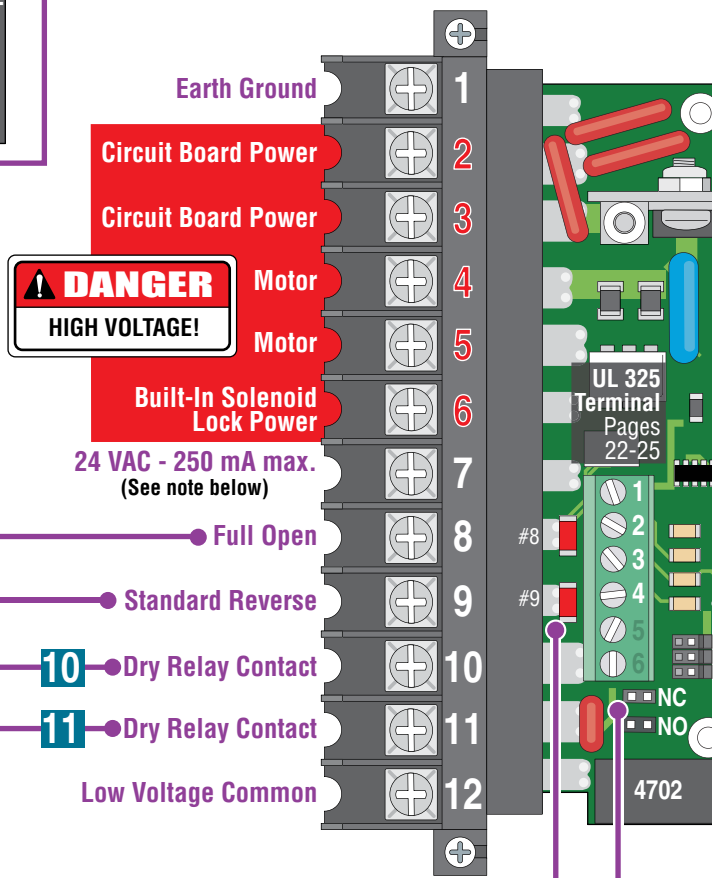 Earth Ground
1
Circuit Board Power
2
Circuit Board Power
3
DANGER
HIGH VOLTAGE!
Motor
4
Motor
5
Built-In Solenoid
Lock Power
6
24 VAC - 250 mA max.
(See note below)
7
Full Open
8
Standard Reverse
9
10
Dry Relay Contact
10
11
Dry Relay Contact
11
Low Voltage Common
12
UL 325
Terminal
Pages
22-25
1
2
3
4
5
6
#8
#9
NC
NO
4702